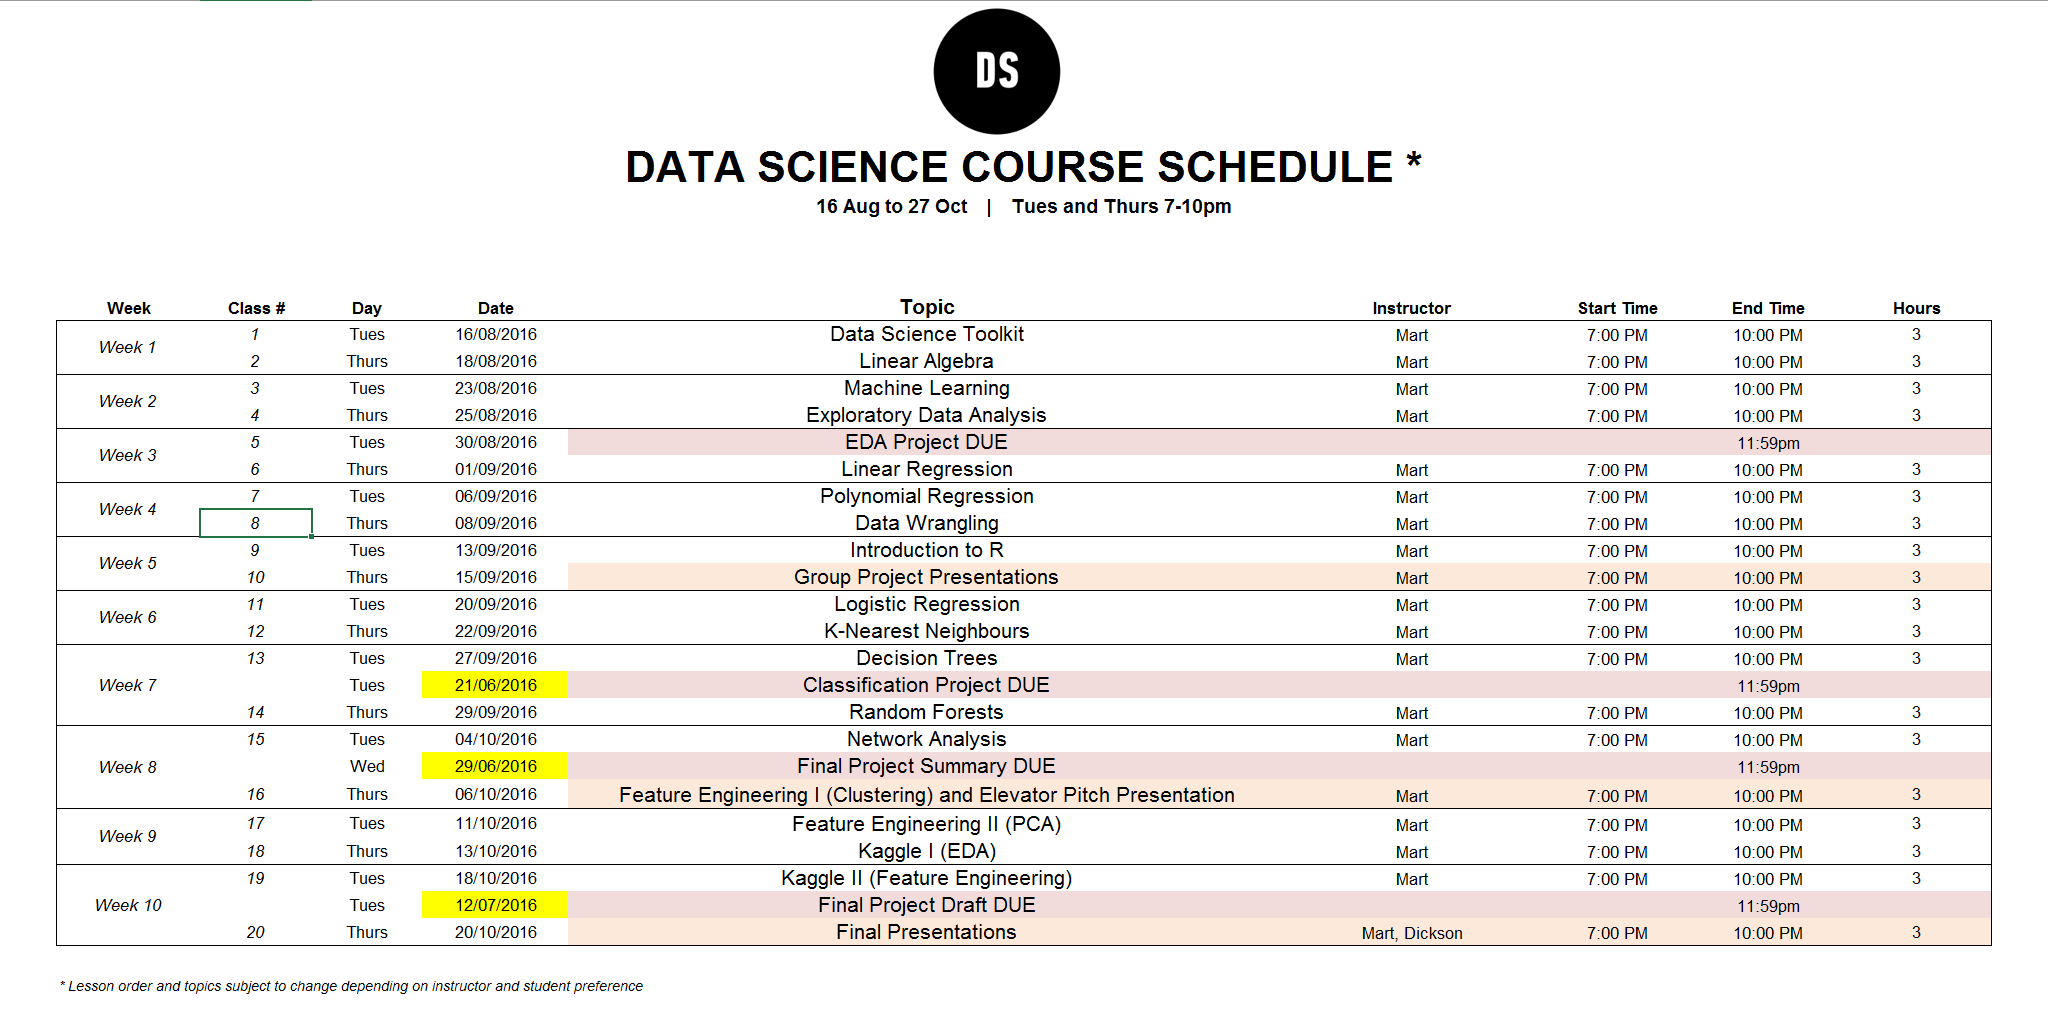 DS
DATA SCIENCE COURSE SCHEDULE *
16 Aug to 27 Oct | Tues and Thurs 7-10pm
Week Class # Day Date Topic Instructor Start Time End Time Hours
Week 1
1 Tues 16/08/2016 Data Science Toolkit Mart 7:00 PM 10:00 PM 3
2 Thurs 18/08/2016 Linear Algebra Mart 7:00 PM 10:00 PM 3
Week 2
3 Tues 23/08/2016 Machine Learning Mart 7:00 PM 10:00 PM 3
4 Thurs 25/08/2016 Exploratory Data Analysis Mart 7:00 PM 10:00 PM 3
Week 3
5 Tues 30/08/2016 EDA Project DUE 11:59pm
6 Thurs 01/09/2016 Linear Regression Mart 7:00 PM 10:00 PM 3
Week 4
7 Tues 06/09/2016 Polynomial Regression Mart 7:00 PM 10:00 PM 3
8 Thurs 08/09/2016 Data Wrangling Mart 7:00 PM 10:00 PM 3
Week 5
9 Tues 13/09/2016 Introduction to R Mart 7:00 PM 10:00 PM 3
10 Thurs 15/09/2016 Group Project Presentations Mart 7:00 PM 10:00 PM 3
Week 6
11 Tues 20/09/2016 Logistic Regression Mart 7:00 PM 10:00 PM 3
12 Thurs 22/09/2016 K-Nearest Neighbours Mart 7:00 PM 10:00 PM 3
Week 7
13 Tues 27/09/2016 Decision Trees Mart 7:00 PM 10:00 PM 3
Tues 21/06/2016 Classification Project DUE 11:59pm
14 Thurs 29/09/2016 Random Forests Mart 7:00 PM 10:00 PM 3
Week 8
15 Tues 04/10/2016 Network Analysis Mart 7:00 PM 10:00 PM 3
Wed 29/06/2016 Final Project Summary DUE 11:59pm
16 Thurs 06/10/2016 Feature Engineering I (Clustering) and Elevator Pitch Presentation Mart 7:00 PM 10:00 PM 3
Week 9
17 Tues 11/10/2016 Feature Engineering II (PCA) Mart 7:00 PM 10:00 PM 3
18 Thurs 13/10/2016 Kaggle I (EDA) Mart 7:00 PM 10:00 PM 3
Week 10
19 Tues 18/10/2016 Kaggle II (Feature Engineering) Mart 7:00 PM 10:00 PM 3
Tues 12/07/2016 Final Project Draft DUE 11:59pm
20 Thurs 20/10/2016 Final Presentations Mart, Dickson 7:00 PM 10:00 PM 3
* Lesson order and topics subject to change depending on instructor and student preference